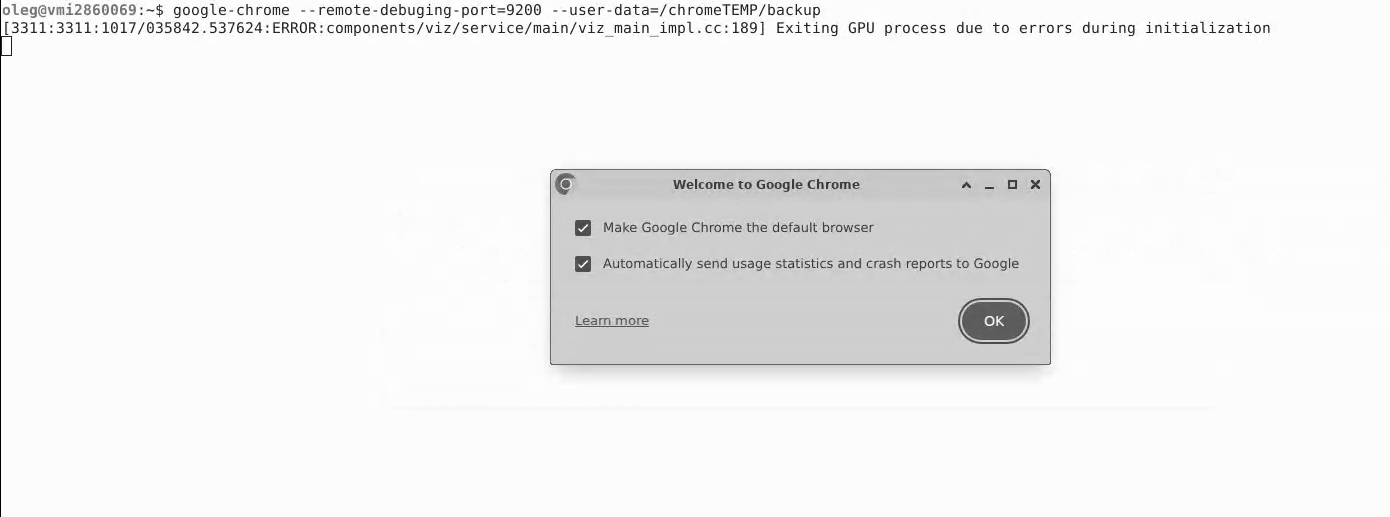 oleg@vmi2860069:~$ google-chrome --remote-debuging-port=9200 --user-data=/chromeTEMP/backup
[3311:3311:1017/035842.537624:ERROR:components/viz/service/main/viz_main_impl.cc:189] Exiting GPU process due to errors during initialization
Welcome to Google Chrome
Make Google Chrome the default browser
Automatically send usage statistics and crash reports to Google
Learn more
OK